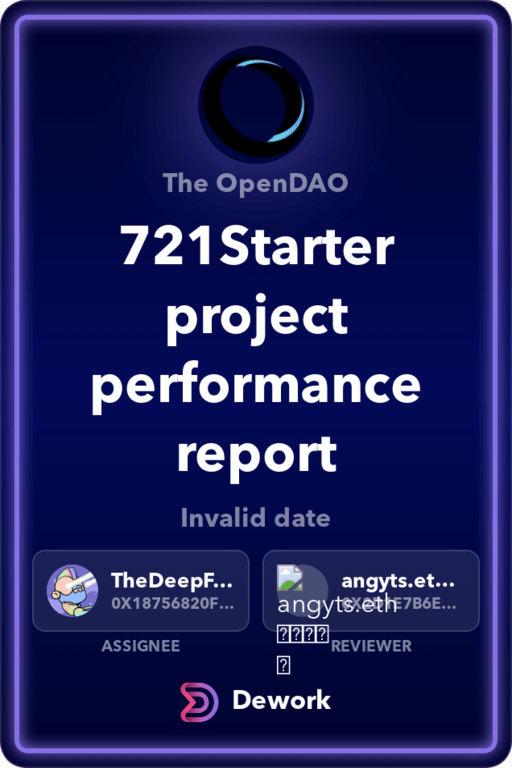 The OpenDAO
721Starter
project
performance
report
Invalid date
TheDeepF...
0X18756820F...
angyts.et...
angyts.eth
ASSIGNEE
REVIEWER
Dework